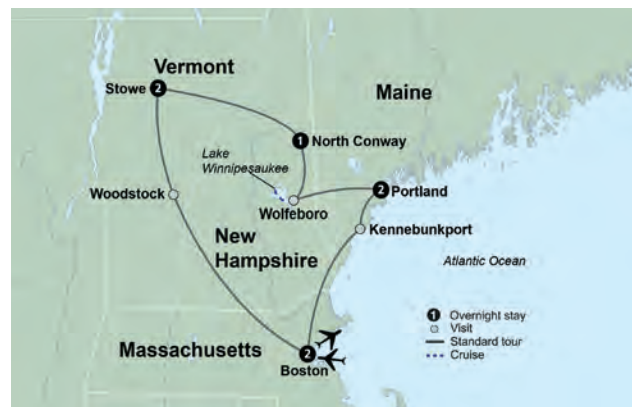 Vermont
Stowe
2
Maine
1
North Conway
Lake
Winnipesaukee
Woodstock
Wolfeboro
2
Portland
Kennebunkport
New
Hampshire
Atlantic Ocean
1 Overnight stay
Visit
Standard tour
Cruise
Massachusetts
2
Boston